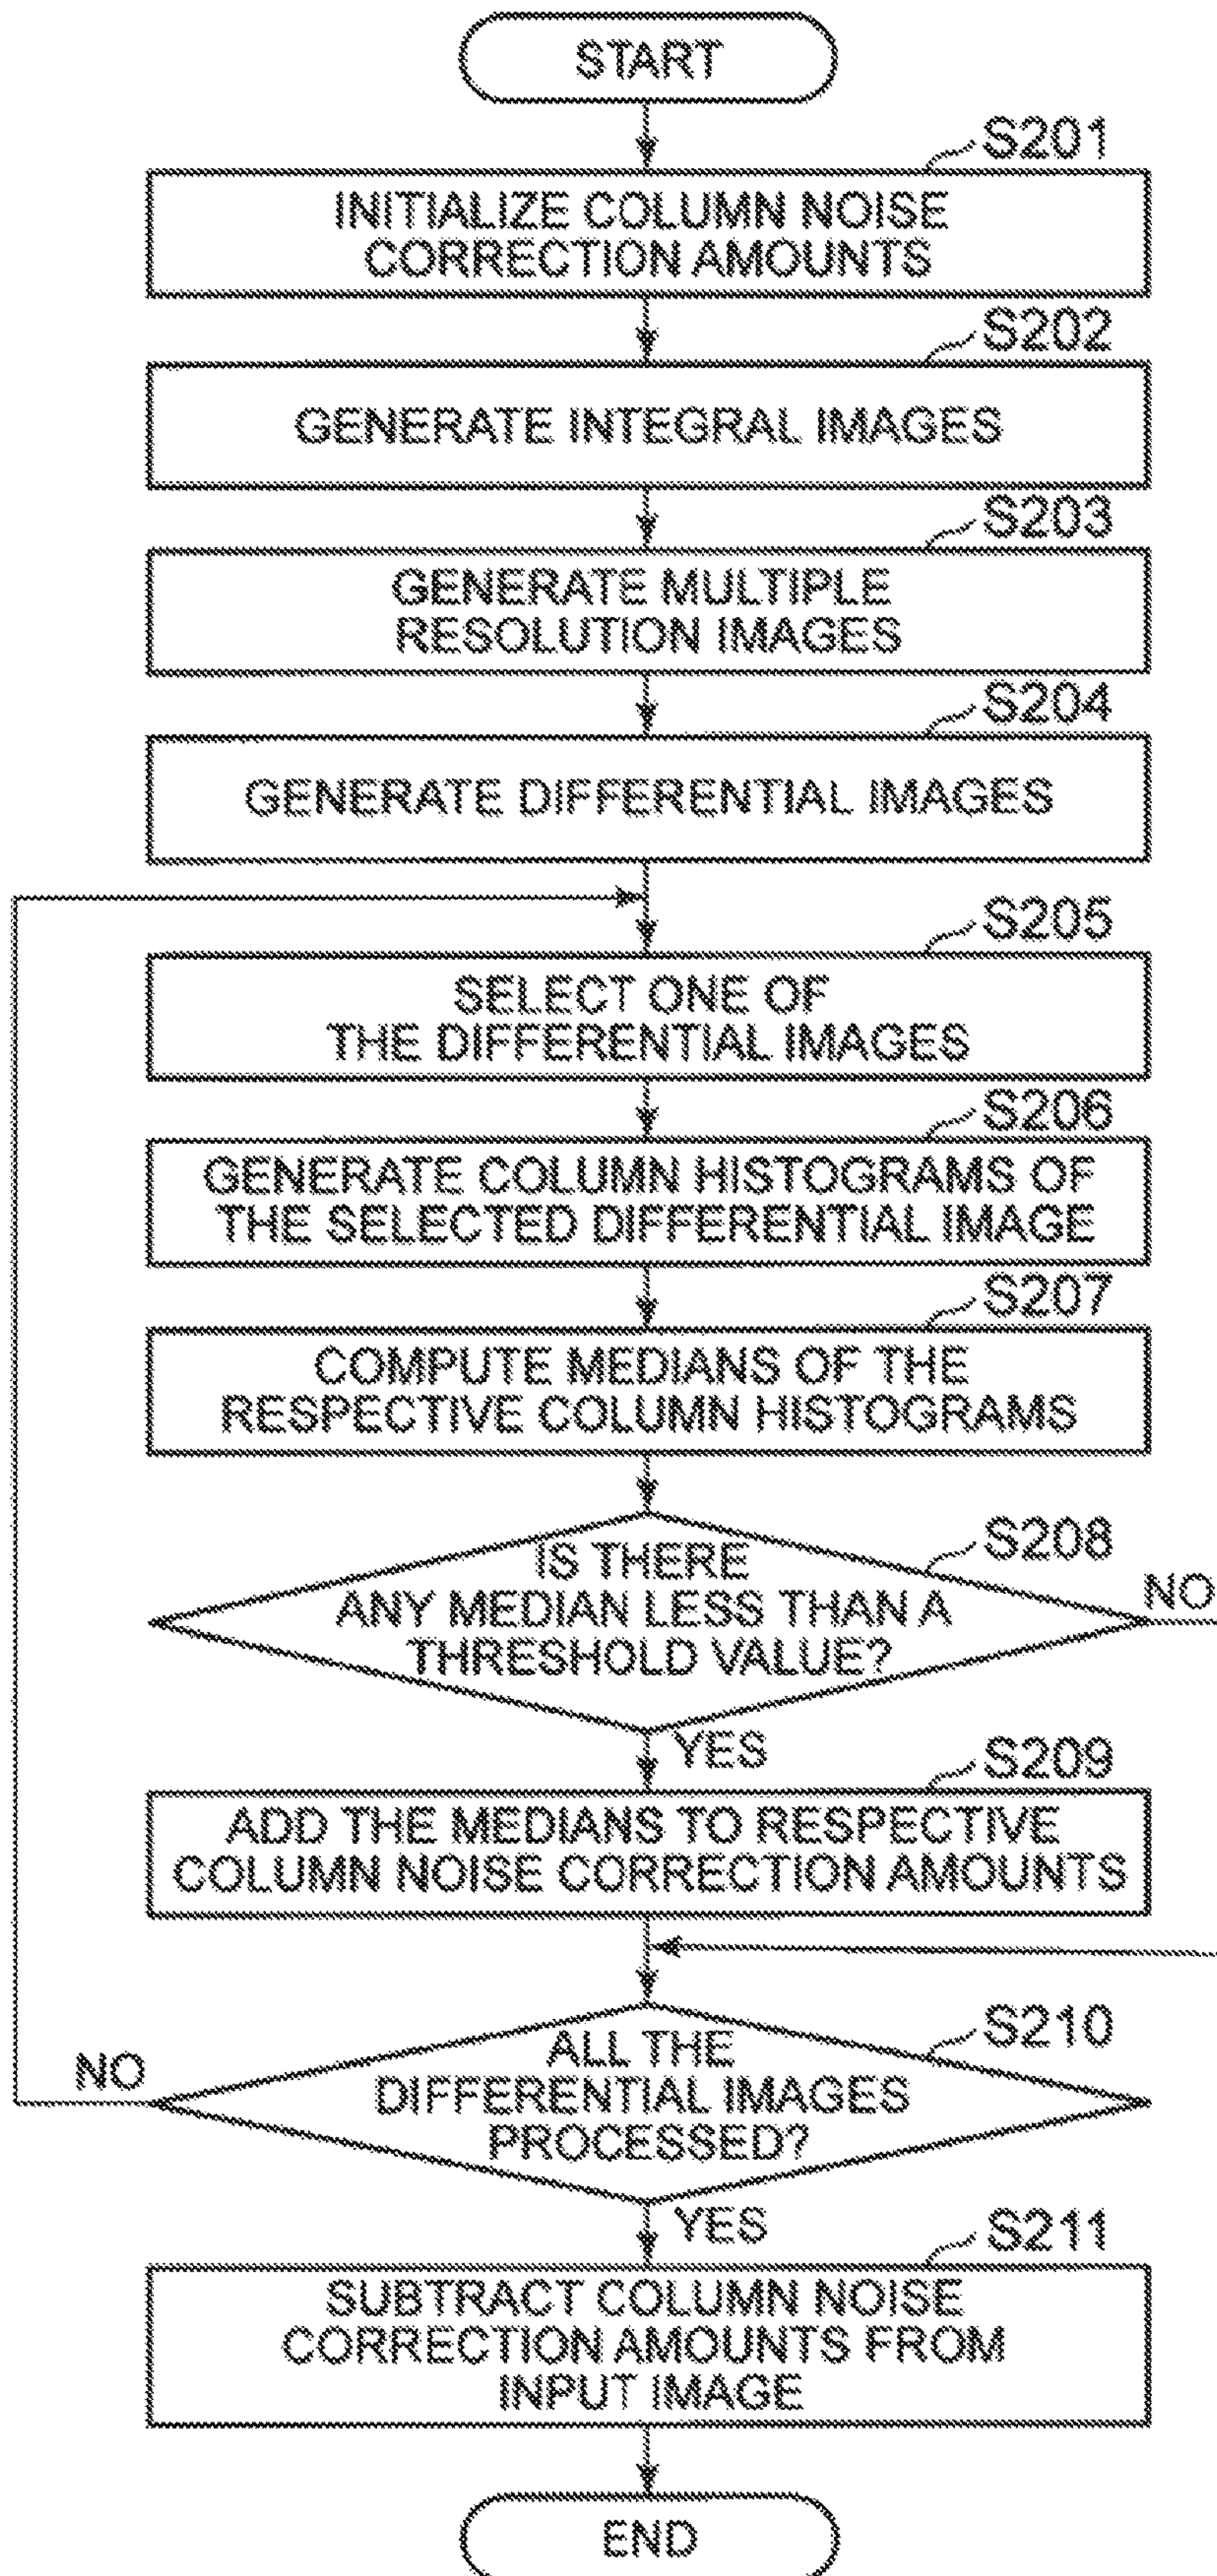 START
S201
INITIALIZE COLUMN NOISE
CORRECTION AMOUNTS
S202
GENERATE INTEGRAL IMAGES
S203
GENERATE MULTIPLE
RESOLUTION IMAGES
S204
GENERATE DIFFERENTIAL IMAGES
S205
SELECT ONE OF
THE DIFFERENTIAL IMAGES
S206
GENERATE COLUMN HISTOGRAMS OF
THE SELECTED DIFFERENTIAL IMAGE
S207
COMPUTE MEDIANS OF THE
RESPECTIVE COLUMN HISTOGRAMS
S208
IS THERE
ANY MEDIAN LESS THAN A
THRESHOLD VALUE?
NO
YES
S209
ADD THE MEDIANS TO RESPECTIVE
COLUMN NOISE CORRECTION AMOUNTS
S210
ALL THE
DIFFERENTIAL IMAGES
PROCESSED?
NO
YES
S211
SUBTRACT COLUMN NOISE
CORRECTION AMOUNTS FROM
INPUT IMAGE
END